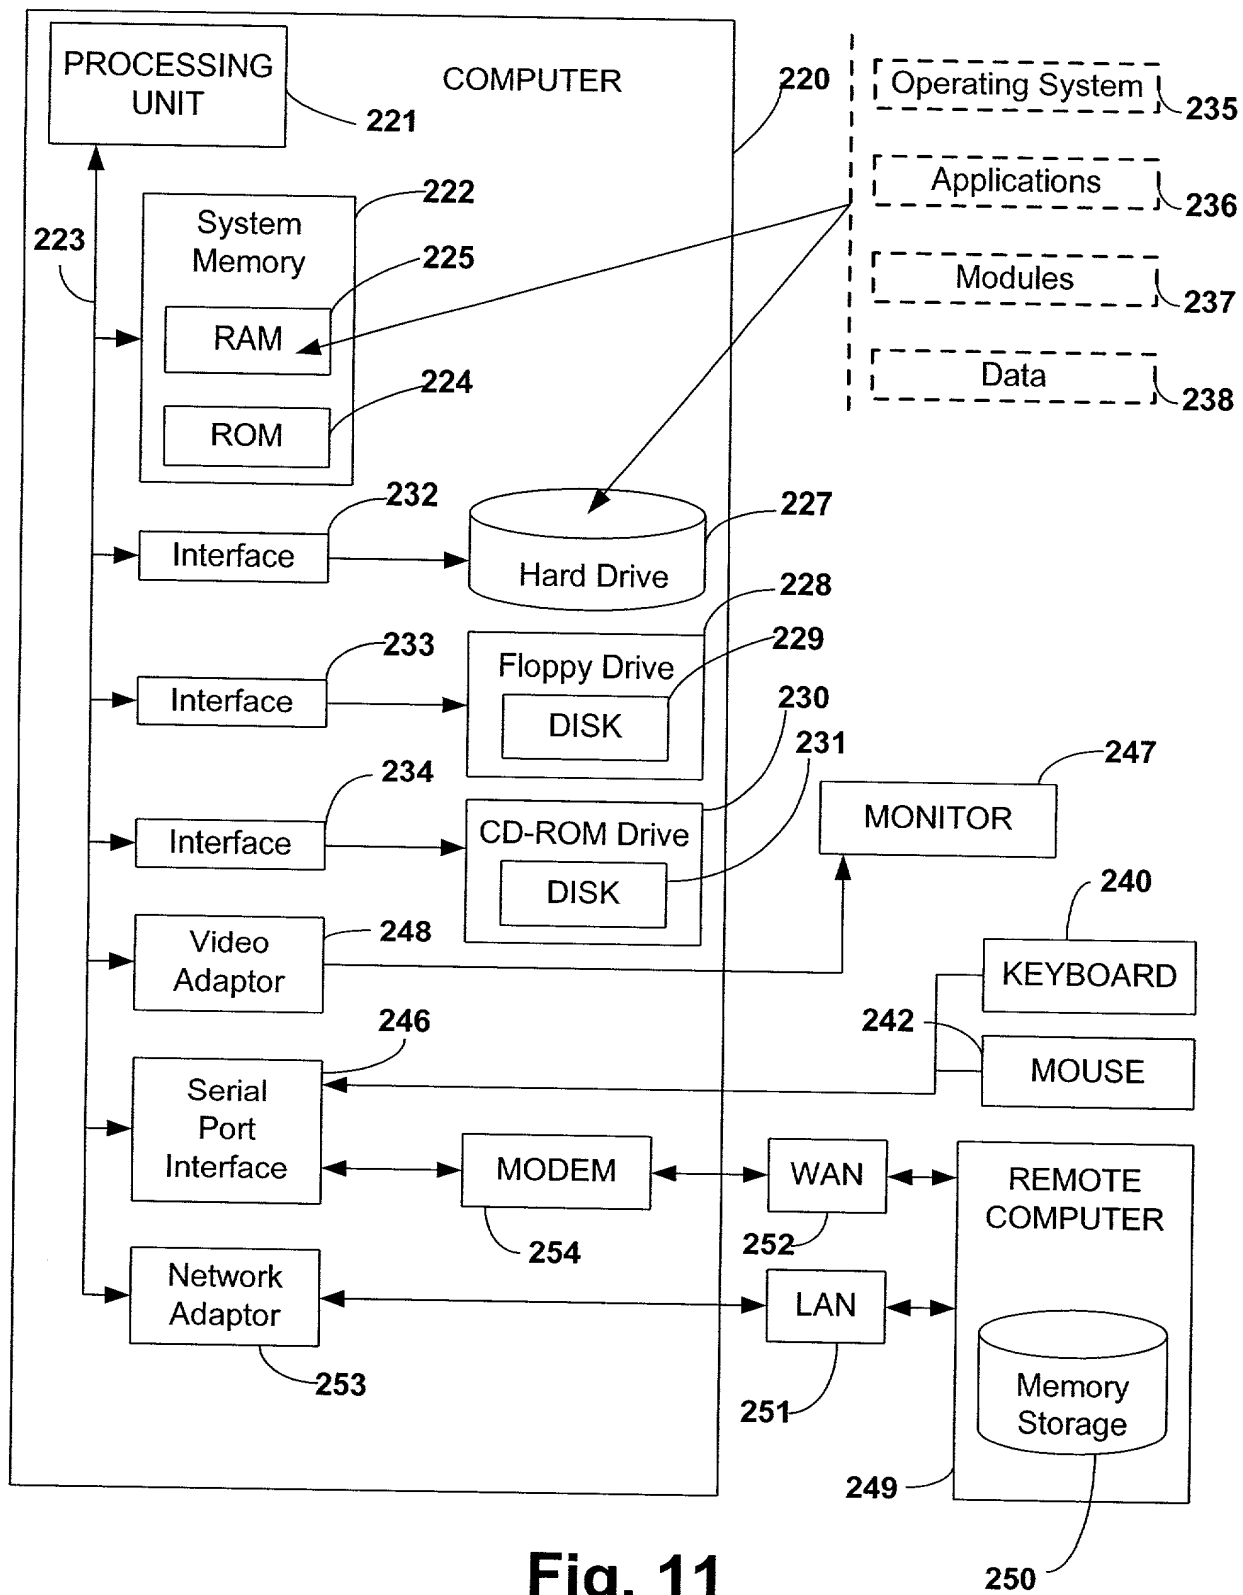 PROCESSING
UNIT
221
COMPUTER
220
Operating System
235
Applications
236
Modules
237
Data
238
222
System
Memory
223
225
RAM
224
ROM
232
Interface
227
Hard Drive
228
233
Interface
229
Floppy Drive
DISK
230
231
234
Interface
CD-ROM Drive
DISK
247
MONITOR
248
Video
Adaptor
240
KEYBOARD
242
MOUSE
246
Serial
Port
Interface
MODEM
254
WAN
252
REMOTE
COMPUTER
Network
Adaptor
253
LAN
251
Memory
Storage
249
250
Fig. 11